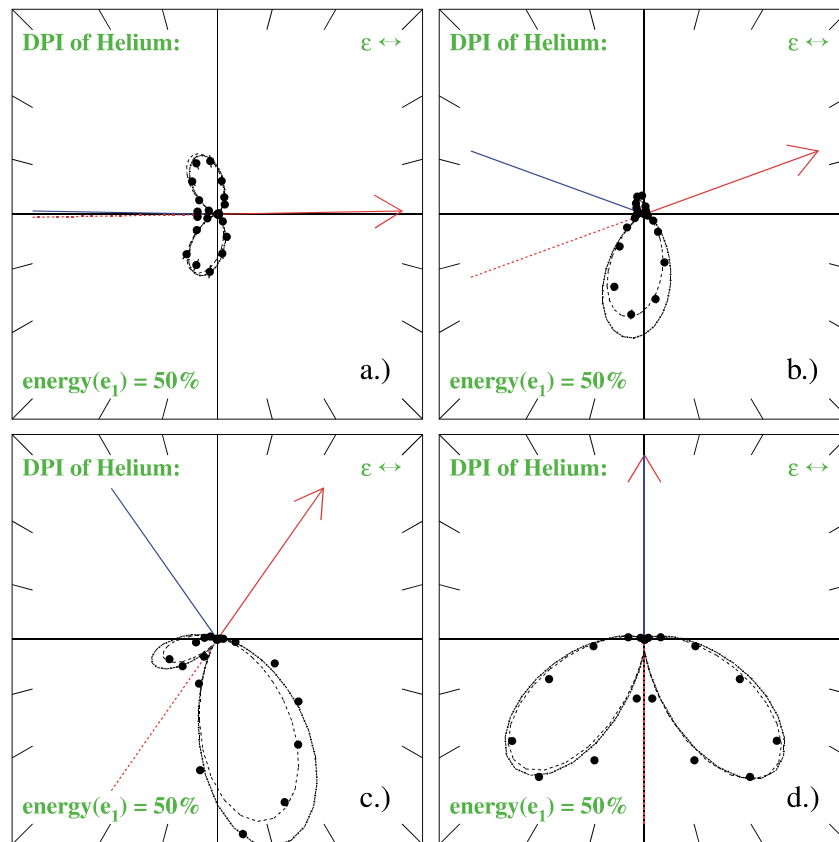 DPI of Helium: ε ↔
energy(e₁) = 50% a.)
DPI of Helium: ε ↔
energy(e₁) = 50% b.)
DPI of Helium: ε ↔
energy(e₁) = 50% c.)
DPI of Helium: ε ↔
energy(e₁) = 50% d.)